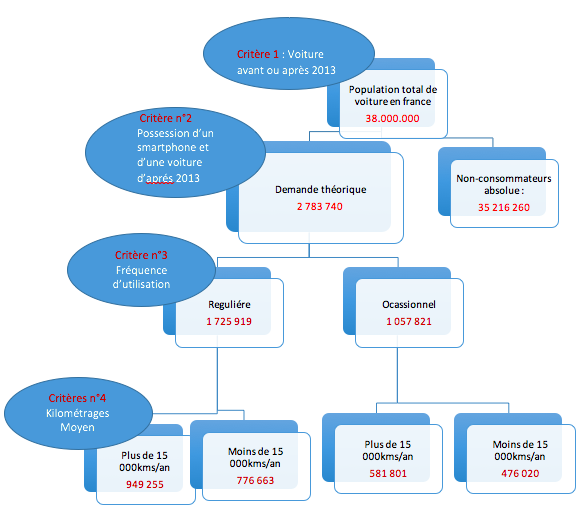 Critère 1 : Voiture
avant ou après 2013
Population total de
voiture en france
38.000.000
Critère n°2
Possession d'un
smartphone et
d'une voiture
d'aprés 2013
Demande théorique
2 783 740
Non-consommateurs
absolue :
35 216 260
Critère n°3
Fréquence
d'utilisation
Reguliére
1 725 919
Ocassionnel
1 057 821
Critères n°4
Kilométrages
Moyen
Plus de 15
000kms/an
949 255
Moins de 15
000kms/an
776 663
Plus de 15
000kms/an
581 801
Moins de 15
000kms/an
476 020